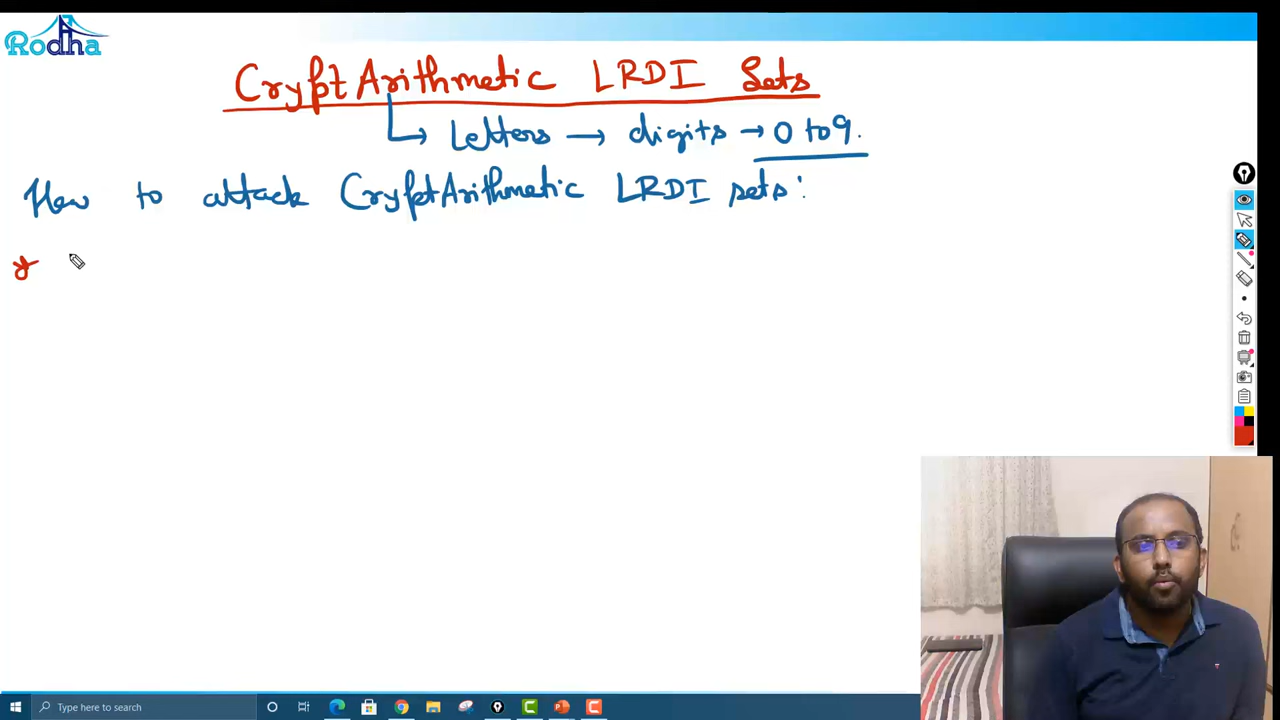 Rodha
CryptArithmetic LRDI Sets
Letters → digits → 0 to 9.
How to attack CryptArithmetic LRDI sets:
*
Type here to search